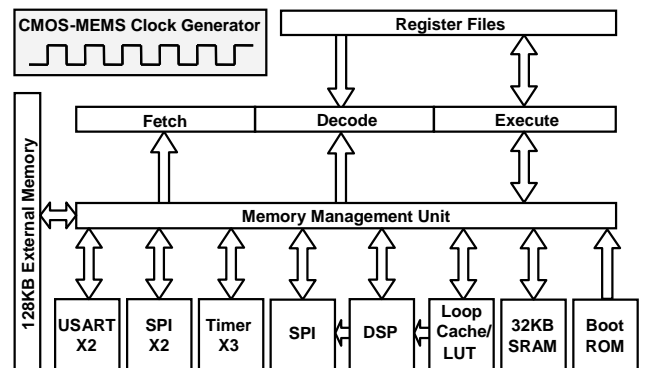 CMOS-MEMS Clock Generator
Register Files
Fetch
Decode
Execute
128KB External Memory
Memory Management Unit
USART
X2
SPI
X2
Timer
X3
SPI
DSP
Loop
Cache/
LUT
32KB
SRAM
Boot
ROM